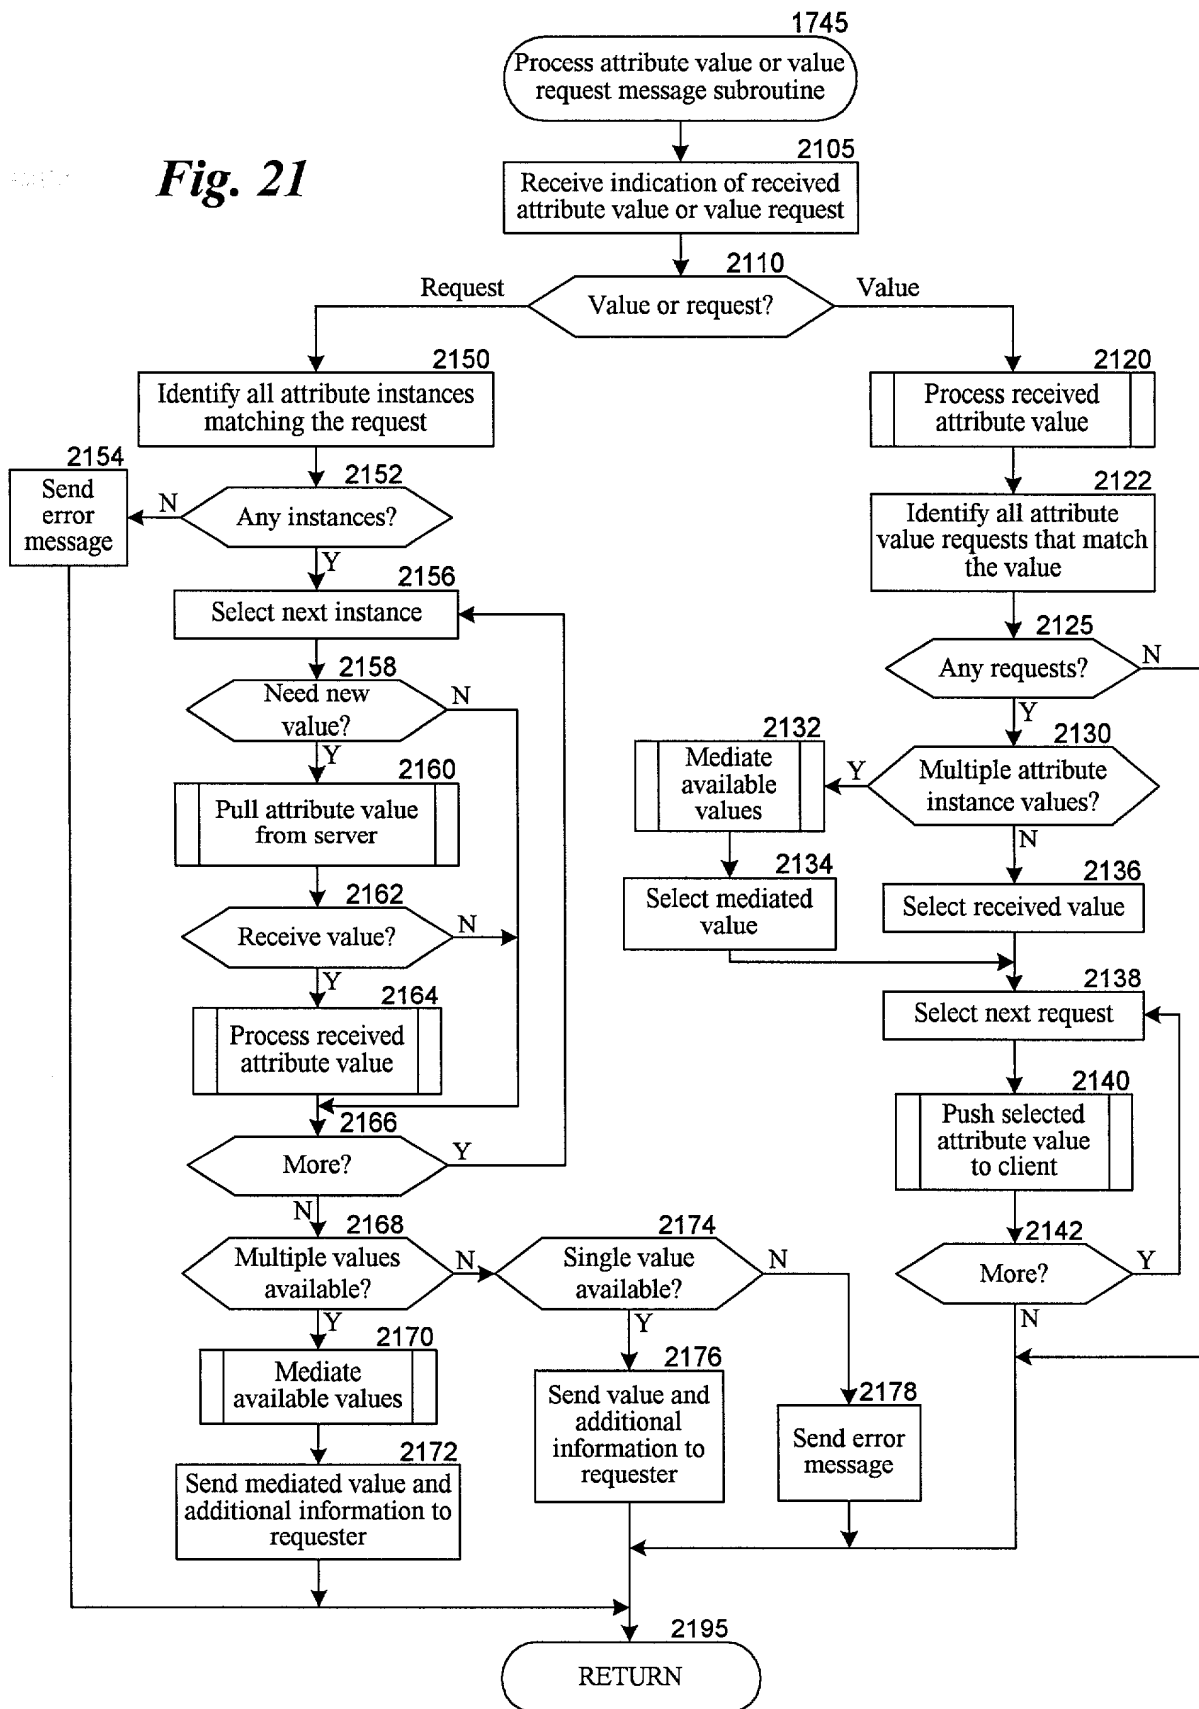 1745
Process attribute value or value
request message subroutine
Fig. 21
2105
Receive indication of received
attribute value or value request
2110
Request
Value or request?
Value
2150
Identify all attribute instances
matching the request
2120
Process received
attribute value
2154
Send
error
message
N
2152
Any instances?
Y
2122
Identify all attribute
value requests that match
the value
2156
Select next instance
2125
Any requests?
N
Y
2158
Need new
value?
N
Y
2132
Mediate
available
values
Y
2130
Multiple attribute
instance values?
N
2160
Pull attribute value
from server
2134
Select mediated
value
2136
Select received value
2162
Receive value?
N
Y
2138
Select next request
2164
Process received
attribute value
2140
Push selected
attribute value
to client
2166
More?
Y
N
2168
Multiple values
available?
N
Y
2174
Single value
available?
N
Y
2142
More?
Y
N
2170
Mediate
available values
2176
Send value and
additional
information to
requester
2178
Send error
message
2172
Send mediated value and
additional information to
requester
2195
RETURN